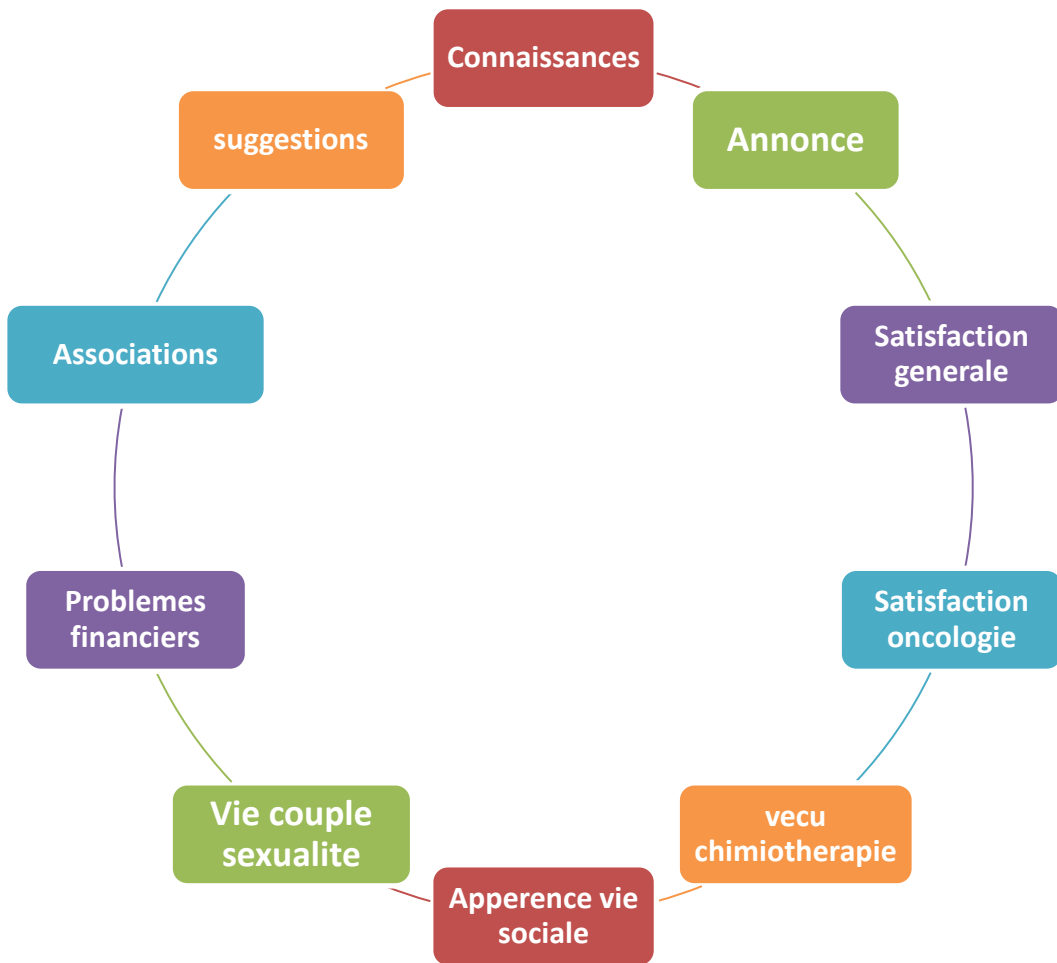 Connaissances
Annonce
Satisfaction
generale
Satisfaction
oncologie
vecu
chimiotherapie
Apperence vie
sociale
Vie couple
sexualite
Problemes
financiers
Associations
suggestions